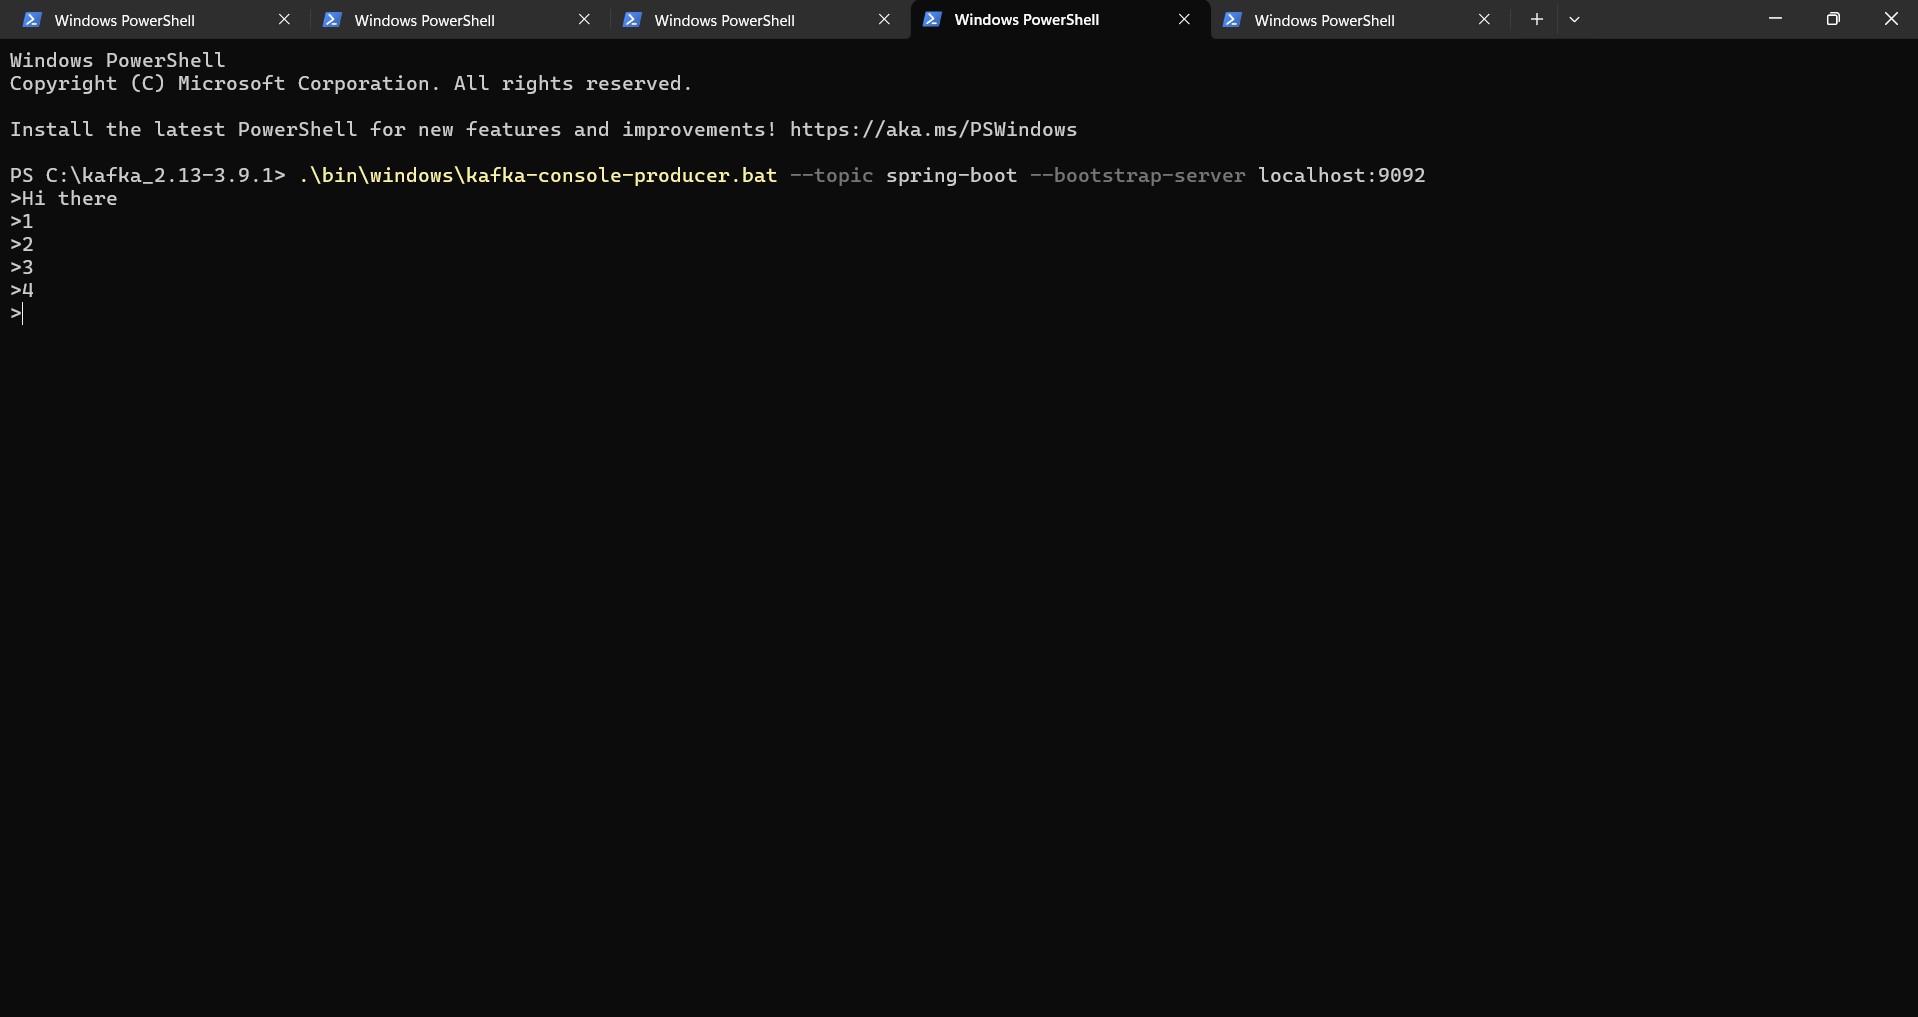 Windows PowerShell
Windows PowerShell
Windows PowerShell
Windows PowerShell
Windows PowerShell
Windows PowerShell
Copyright (C) Microsoft Corporation. All rights reserved.
Install the latest PowerShell for new features and improvements! https://aka.ms/PSWindows
PS C:\kafka_2.13-3.9.1> .\bin\windows\kafka-console-producer.bat --topic spring-boot --bootstrap-server localhost:9092
>Hi there
>1
>2
>3
>4
>